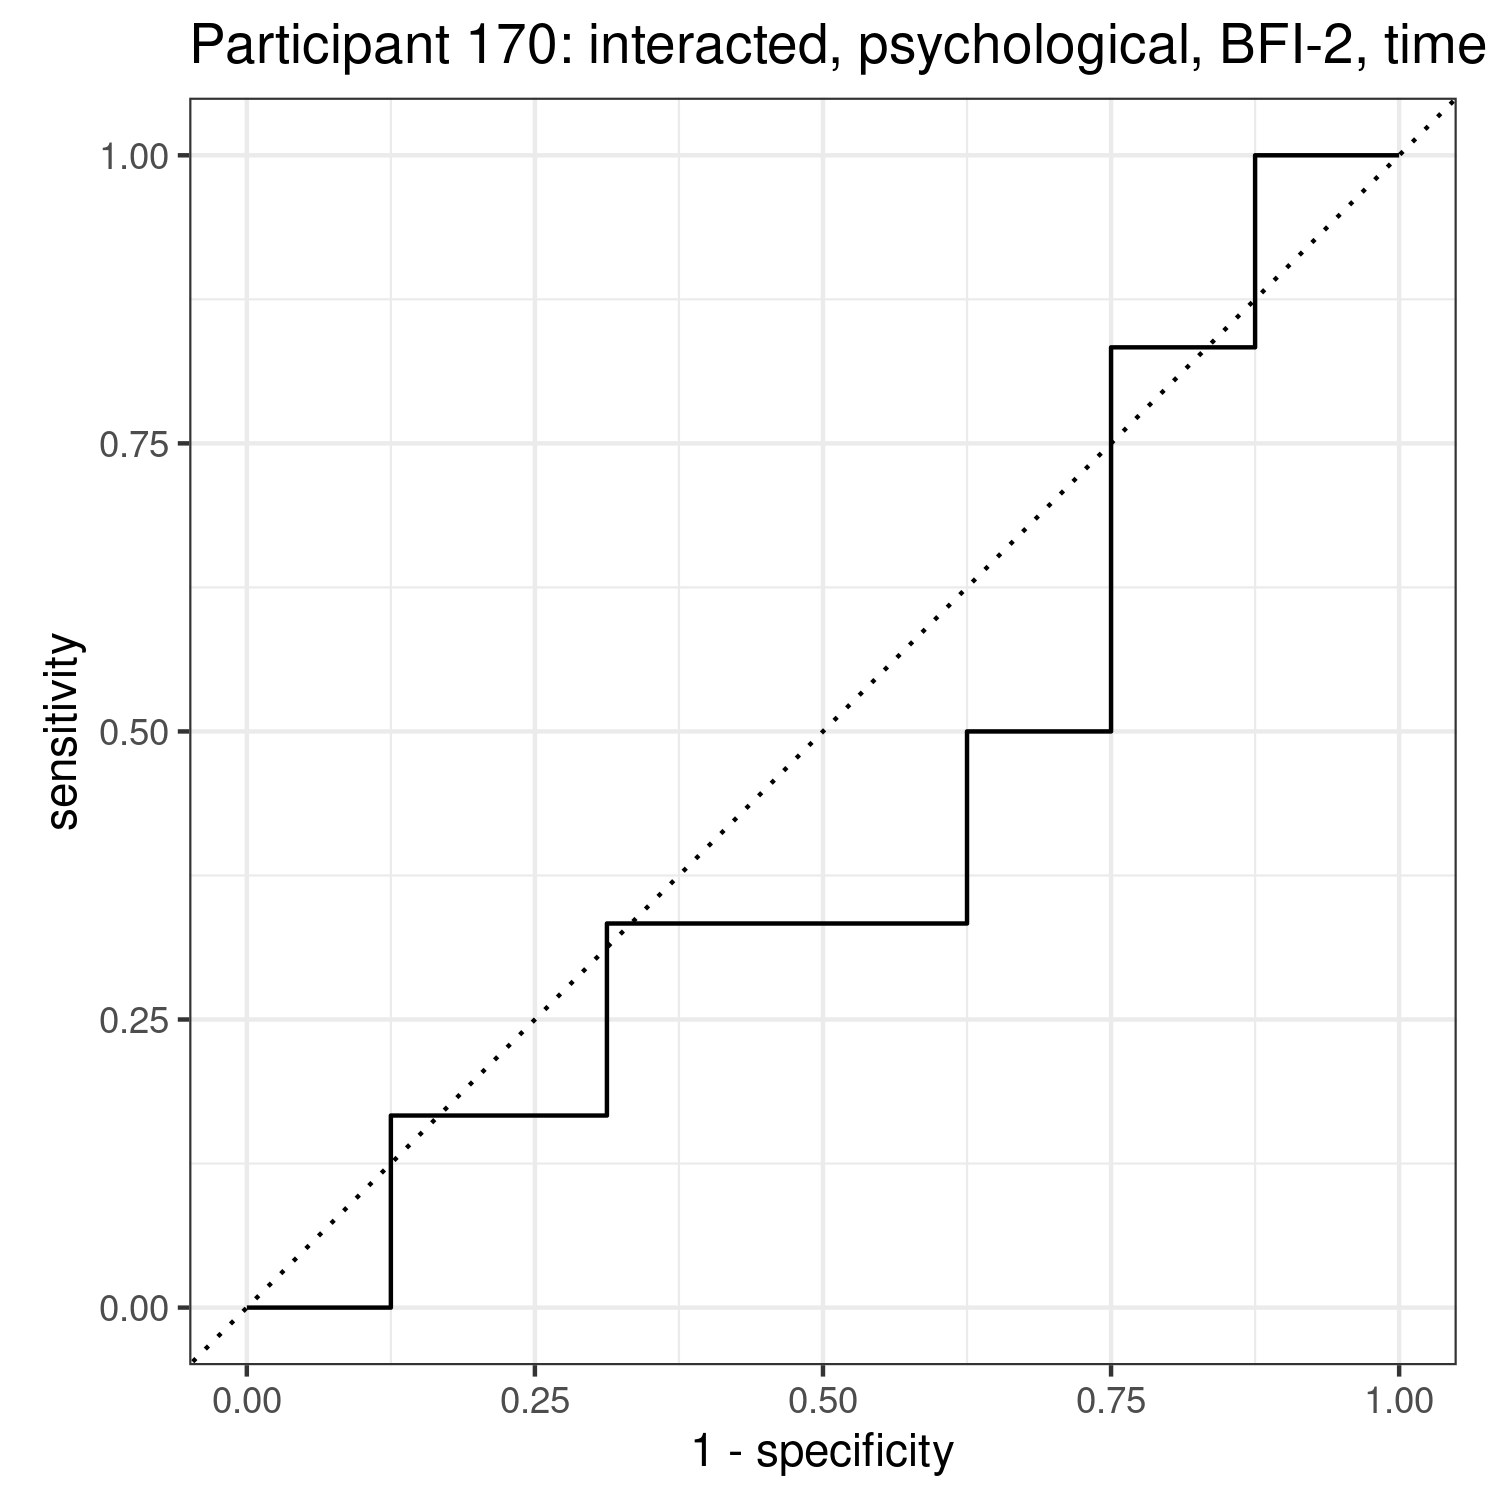 Participant 170: interacted, psychological, BFI-2, time
1.00
0.75
0.50
0.25
0.00
sensitivity
0.00 0.25 0.50 0.75 1.00
1 - specificity